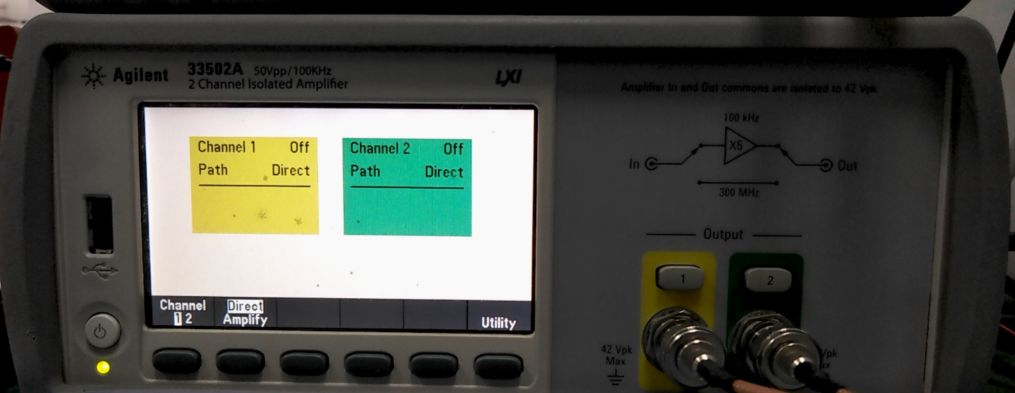 Agilent 33502A 50Vpp/100KHz LXI
2 Channel Isolated Amplifier
Channel 1 Off
Path Direct
Channel 2 Off
Path Direct
Channel Direct
1 2 Amplify Utility
Amplifier In and Out commons are isolated to 42 Vpk
100 kHz
In X5 Out
300 MHz
Output
1 2
42 Vpk
Max